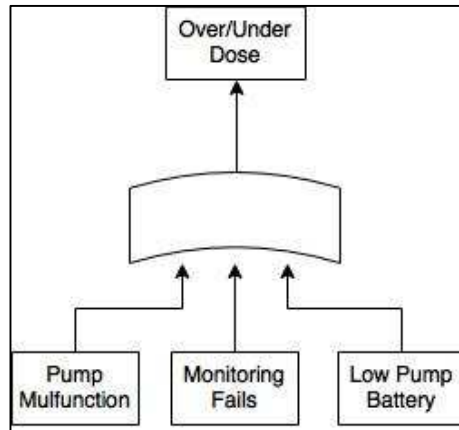 Over/Under
Dose
Pump
Mulfunction
Monitoring
Fails
Low Pump
Battery